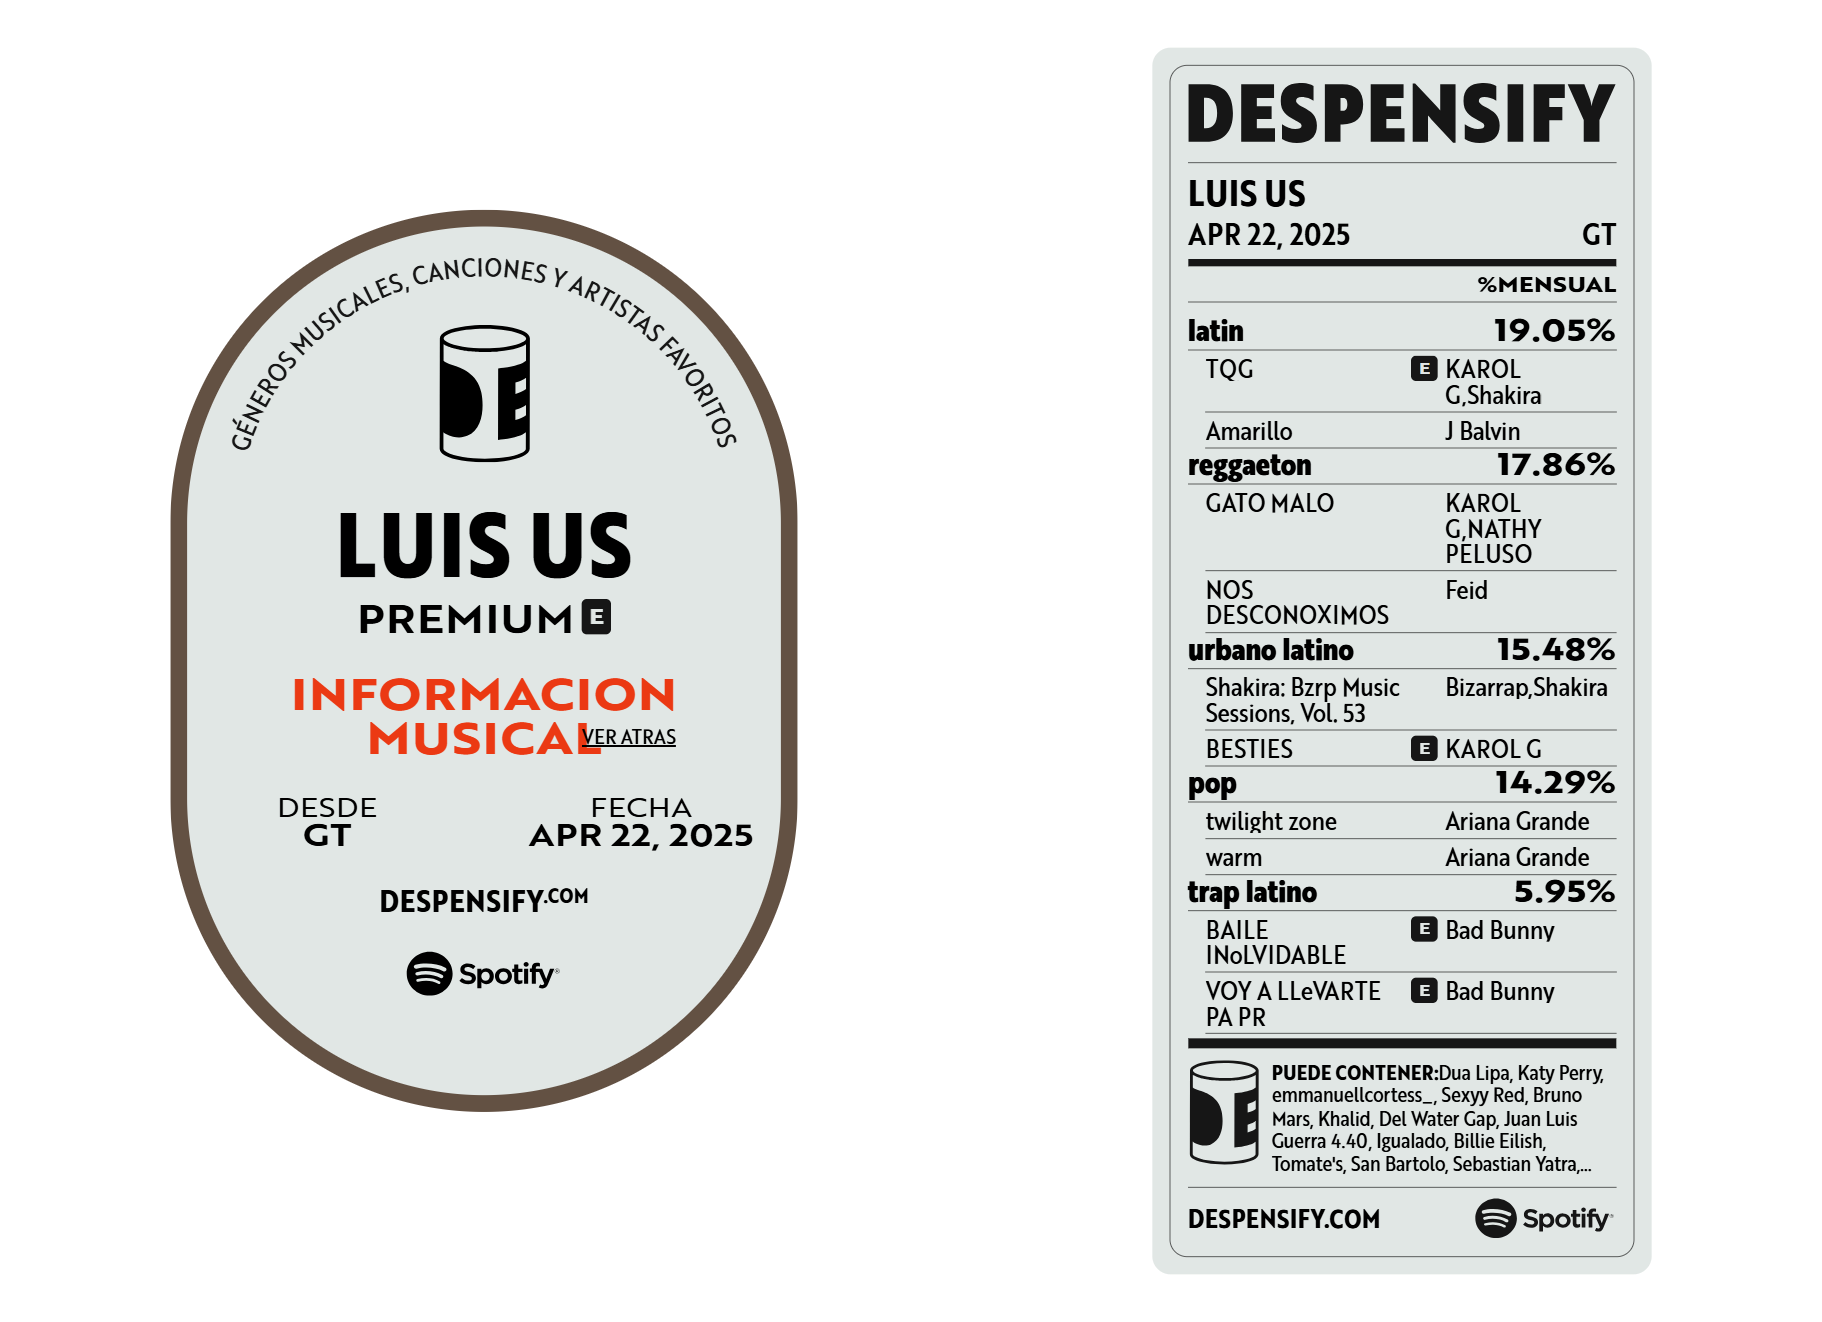 GÉNEROS MUSICALES, CANCIONES Y ARTISTAS FAVORITOS
DE
LUIS US
PREMIUM E
INFORMACION
MUSICAL
VER ATRAS
DESDE
GT
FECHA
APR 22, 2025
DESPENSIFY.COM
Spotify®
DESPENSIFY
LUIS US
APR 22, 2025 GT
%MENSUAL
latin 19.05%
TQG E KAROL
G,Shakira
Amarillo J Balvin
reggaeton 17.86%
GATO MALO KAROL
G,NATHY
PELUSO
NOS Feid
DESCONOXIMOS
urbano latino 15.48%
Shakira: Bzrp Music Bizarrap,Shakira
Sessions, Vol. 53
BESTIES E KAROL G
pop 14.29%
twilight zone Ariana Grande
warm Ariana Grande
trap latino 5.95%
BAILE E Bad Bunny
INoLVIDABLE
VOY A LLeVARTE E Bad Bunny
PA PR
DE
PUEDE CONTENER:Dua Lipa, Katy Perry,
emmanuellcortess_, Sexyy Red, Bruno
Mars, Khalid, Del Water Gap, Juan Luis
Guerra 4.40, Igualado, Billie Eilish,
Tomate's, San Bartolo, Sebastian Yatra,...
DESPENSIFY.COM
Spotify®